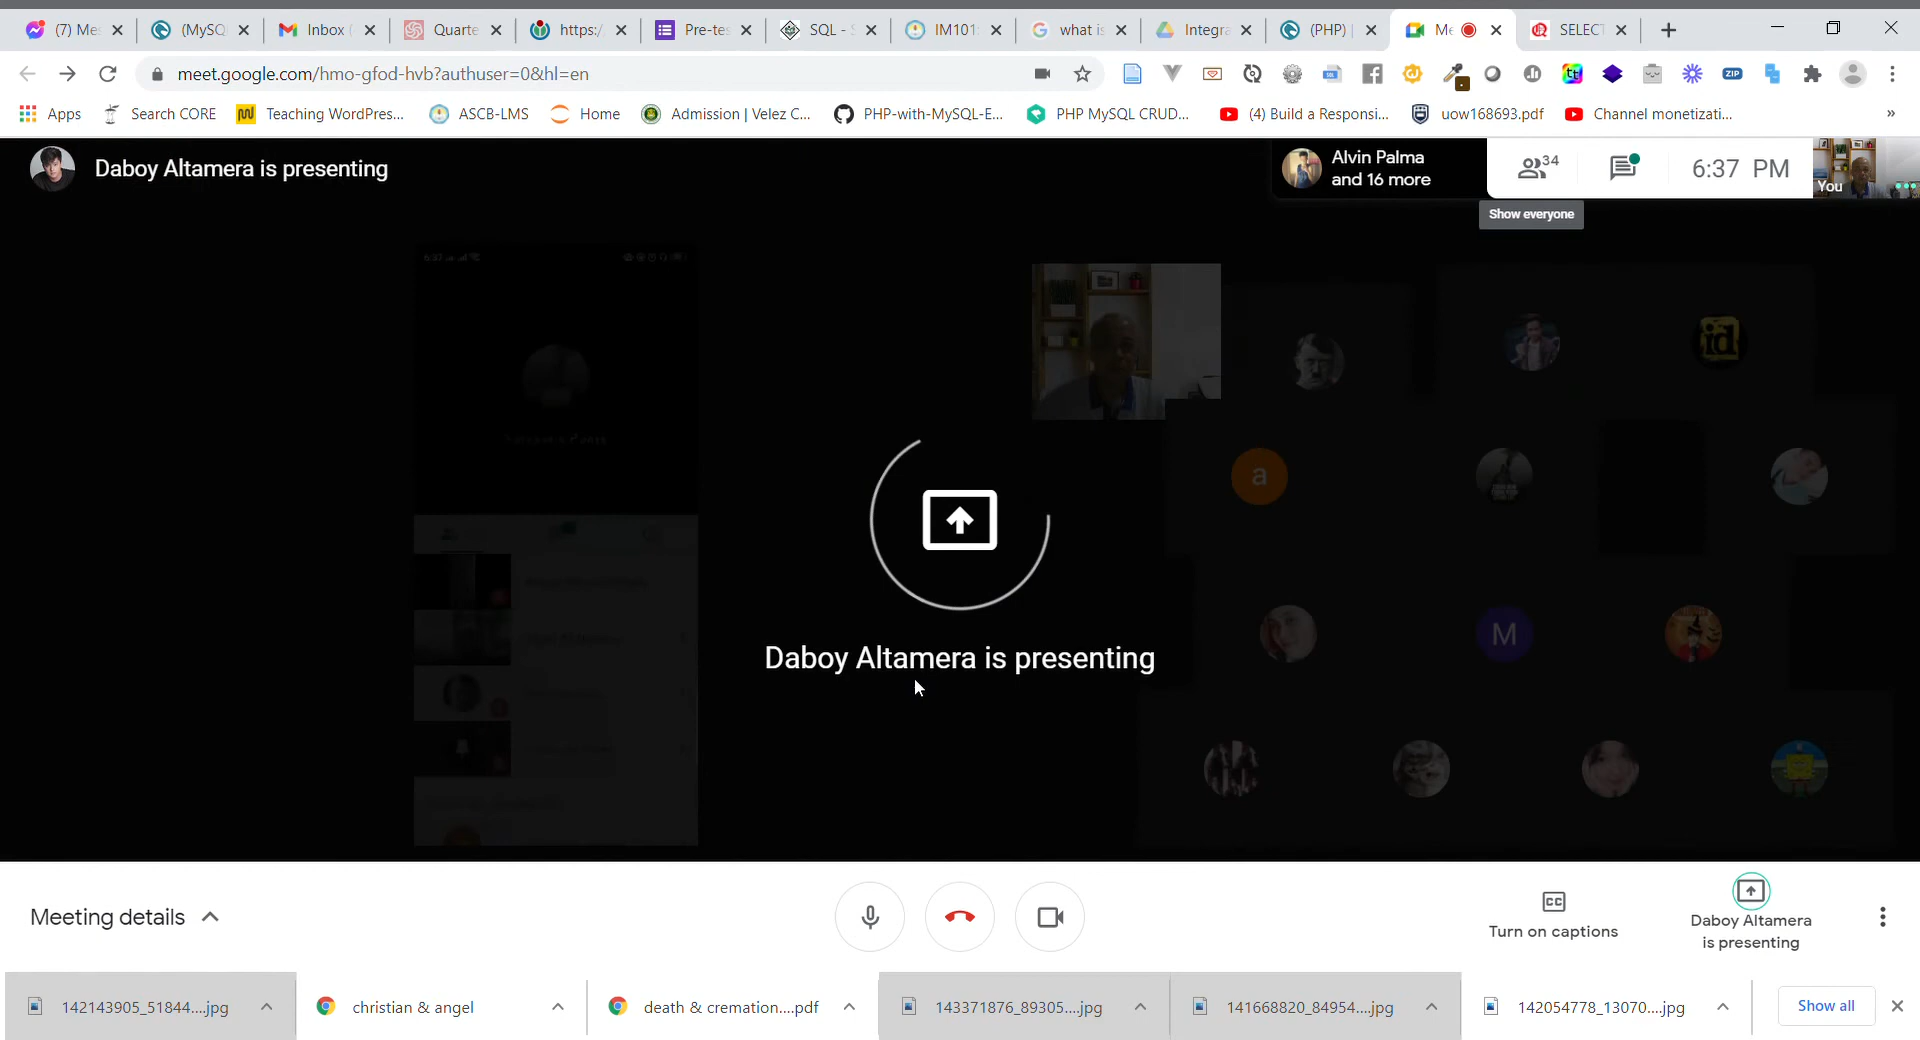 (7) Me
(MySQ
Inbox (
Quarte
https:/
Pre-tes
SQL - S
IM101
what is
Integra
(PHP) |
Me
SELECT
meet.google.com/hmo-gfod-hvb?authuser=0&hl=en
Apps
Search CORE
Teaching WordPres...
ASCB-LMS
Home
Admission | Velez C...
PHP-with-MySQL-E...
PHP MySQL CRUD...
(4) Build a Responsi...
uow168693.pdf
Channel monetizati...
»
Daboy Altamera is presenting
Alvin Palma
and 16 more
34
6:37 PM
You
Show everyone
id
a
M
Daboy Altamera is presenting
Meeting details
CC
Turn on captions
Daboy Altamera
is presenting
142143905_51844....jpg
christian & angel
death & cremation....pdf
143371876_89305....jpg
141668820_84954....jpg
142054778_13070....jpg
Show all